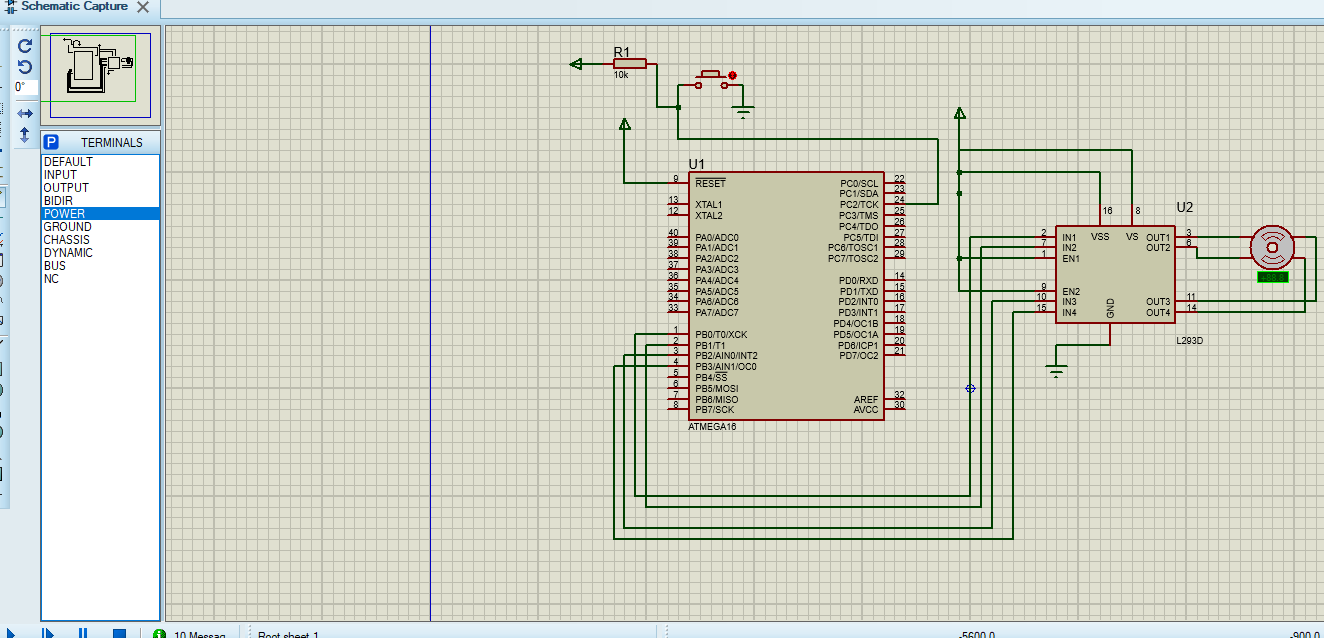 Schematic Capture
0°
P TERMINALS
DEFAULT
INPUT
OUTPUT
BIDIR
POWER
GROUND
CHASSIS
DYNAMIC
BUS
NC
R1
10k
U1
9 RESET
13 XTAL1
12 XTAL2
40 PA0/ADC0
39 PA1/ADC1
38 PA2/ADC2
37 PA3/ADC3
36 PA4/ADC4
35 PA5/ADC5
34 PA6/ADC6
33 PA7/ADC7
1 PB0/T0/XCK
2 PB1/T1
3 PB2/AIN0/INT2
4 PB3/AIN1/OC0
5 PB4/SS
6 PB5/MOSI
7 PB6/MISO
8 PB7/SCK
PC0/SCL 22
PC1/SDA 23
PC2/TCK 24
PC3/TMS 25
PC4/TDO 26
PC5/TDI 27
PC6/TOSC1 28
PC7/TOSC2 29
PD0/RXD 14
PD1/TXD 15
PD2/INT0 16
PD3/INT1 17
PD4/OC1B 18
PD5/OC1A 19
PD6/ICP1 20
PD7/OC2 21
AREF 32
AVCC 30
ATMEGA16
U2
16 8
VSS VS
2 IN1
7 IN2
1 EN1
9 EN2
10 IN3
15 IN4
OUT1 3
OUT2 6
OUT3 11
OUT4 14
GND
L293D
10 Messag
Root sheet 1
-5600.0
-900.0